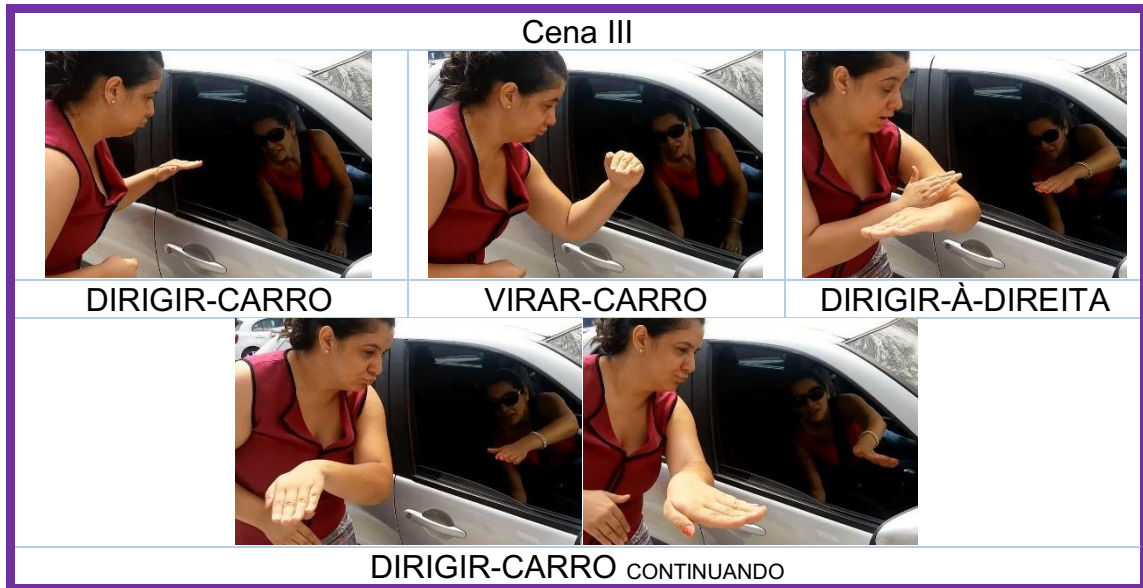 Cena III
DIRIGIR-CARRO
VIRAR-CARRO
DIRIGIR-À-DIREITA
DIRIGIR-CARRO CONTINUANDO